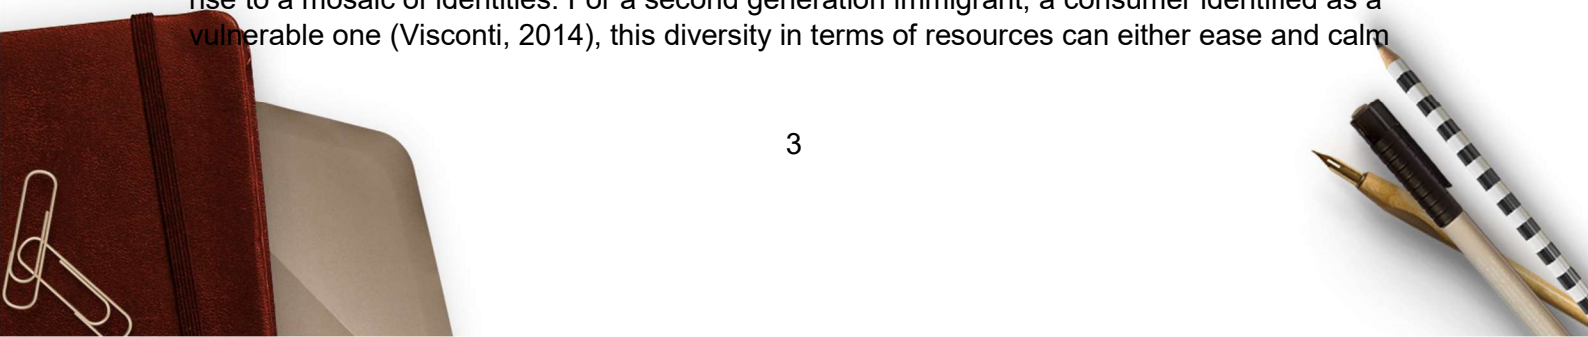 rise to a mosaic of identities. For a second generation immigrant, a consumer identified as a
vulnerable one (Visconti, 2014), this diversity in terms of resources can either ease and calm
3